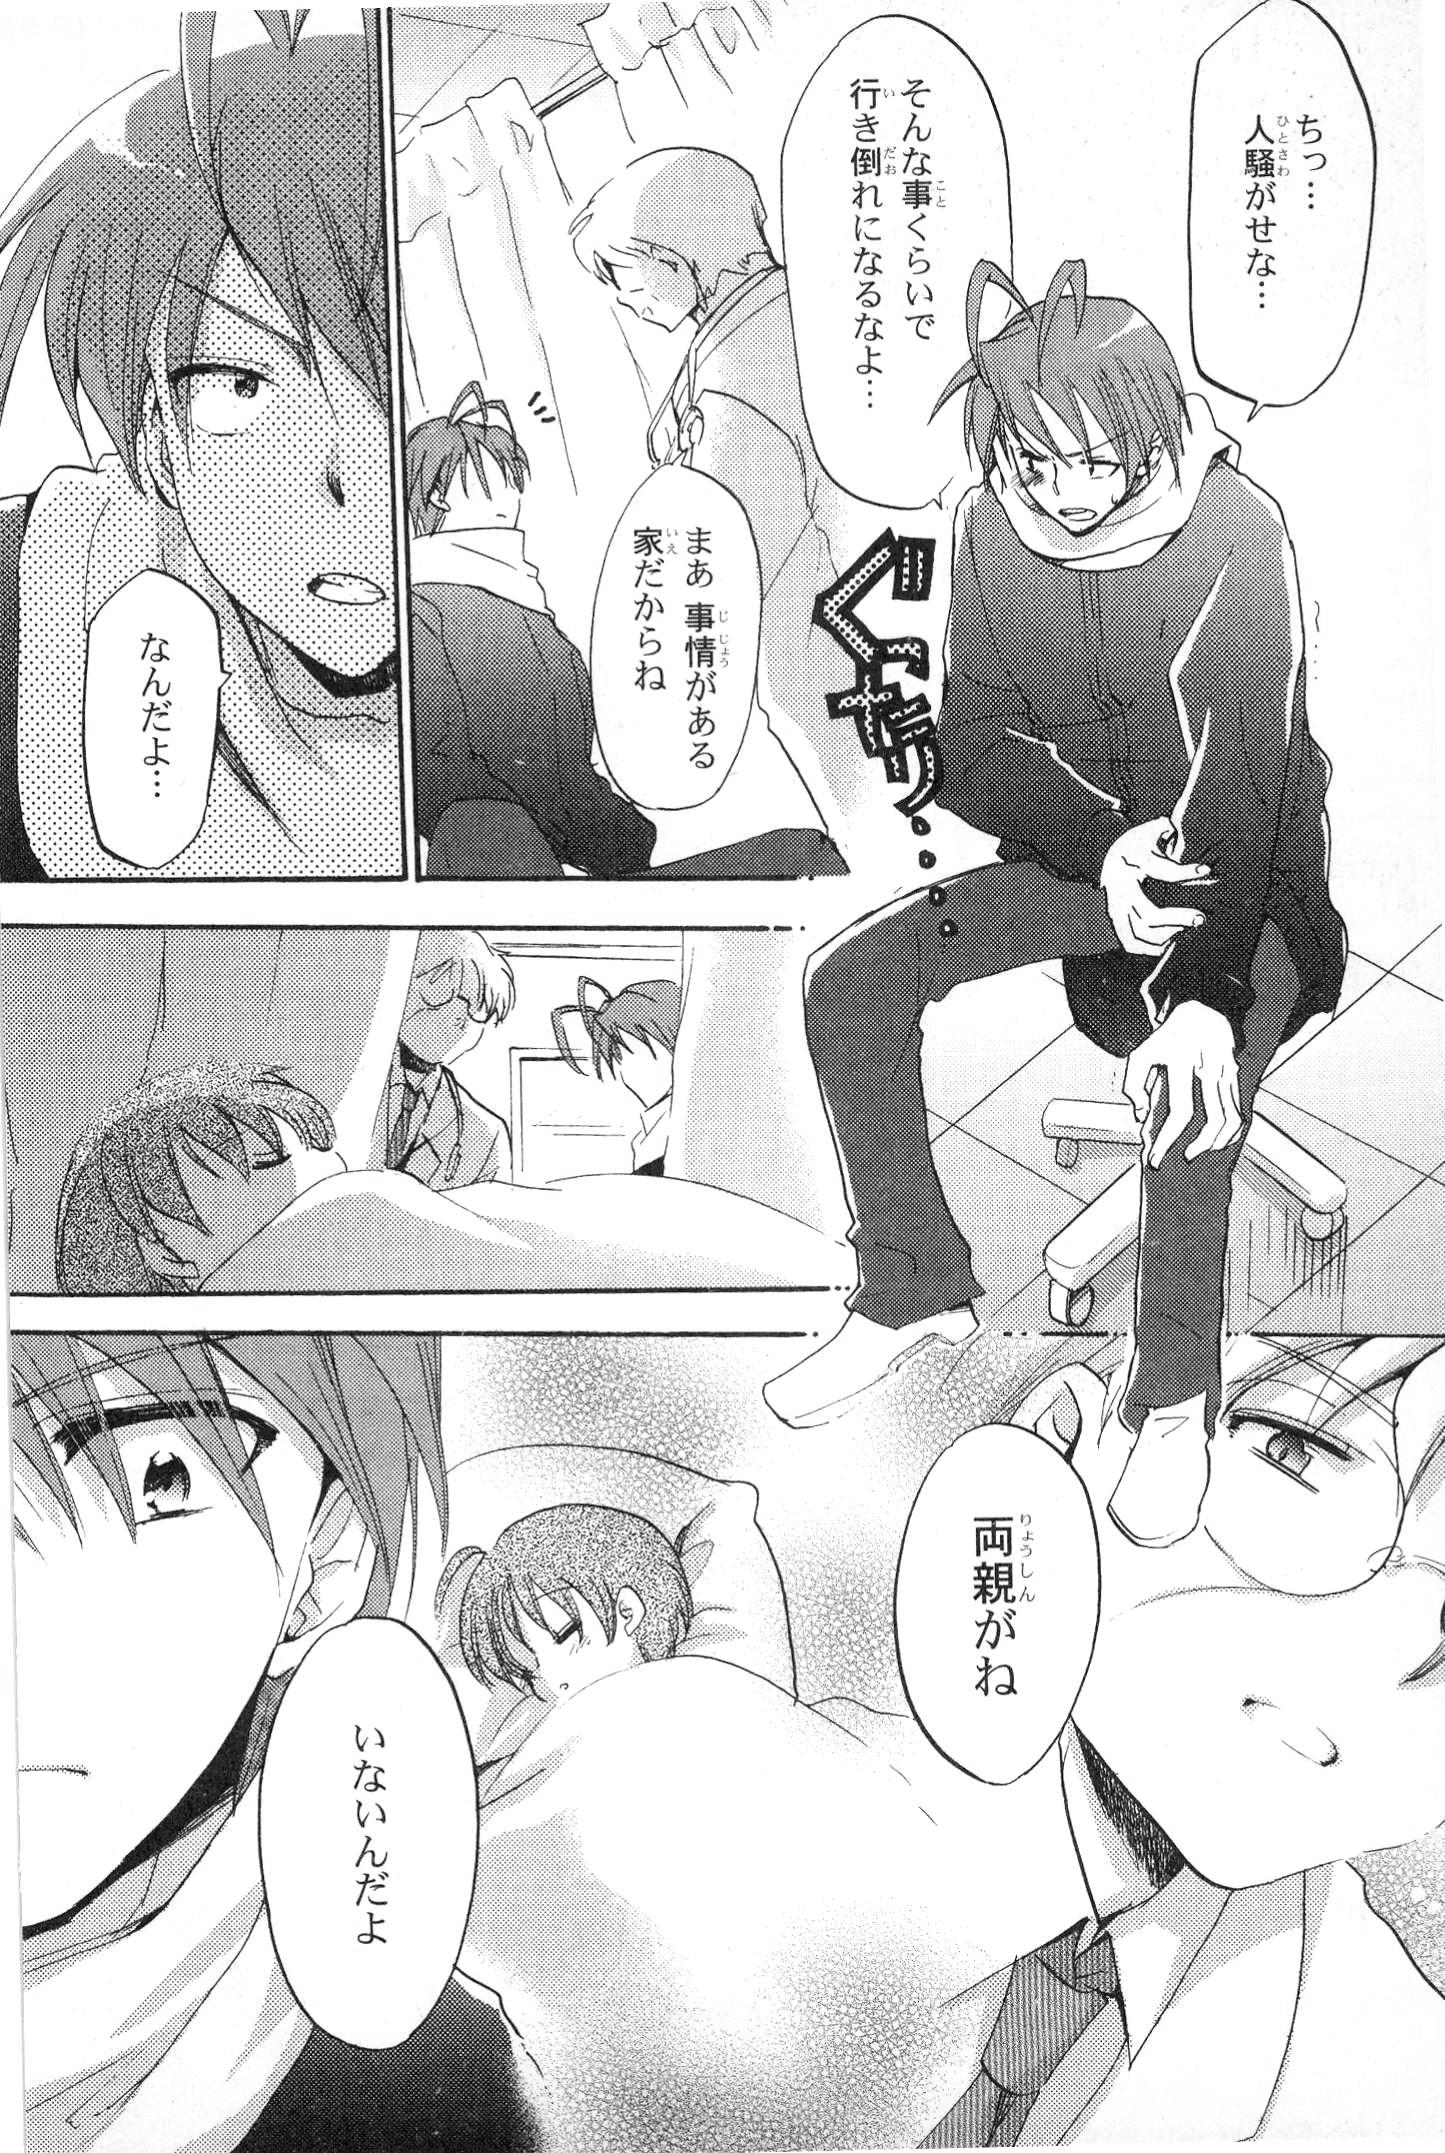 ちっ…
人騒がせな…
そんな事くらいで
行き倒れになるなよ…
ぐったり…
まあ 事情がある
家だからね
なんだよ…
両親がね
いないんだよ